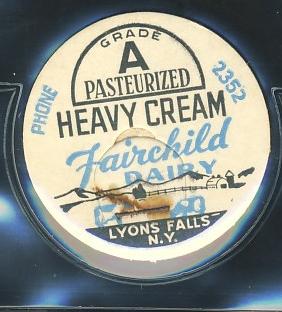 GRADE
A
PASTEURIZED
PHONE 2352
HEAVY CREAM
Fairchild
DAIRY
LYONS FALLS
N.Y.